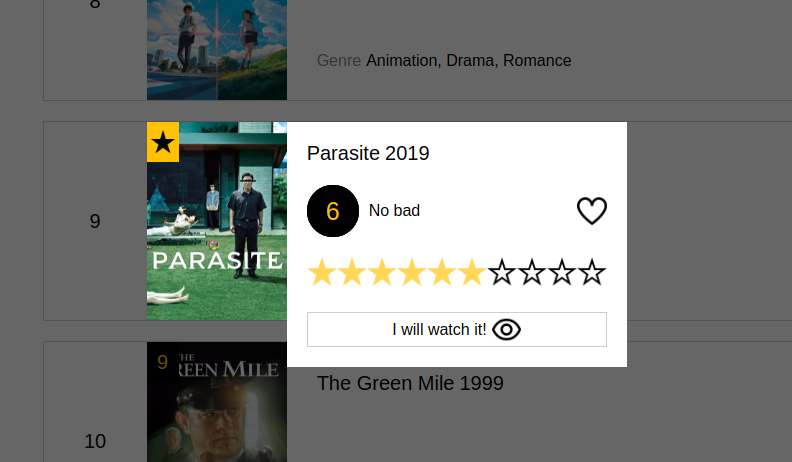 8
Genre Animation, Drama, Romance
9
PARASITE
Parasite 2019
6 No bad
I will watch it!
9
THE
GREEN MILE
The Green Mile 1999
10